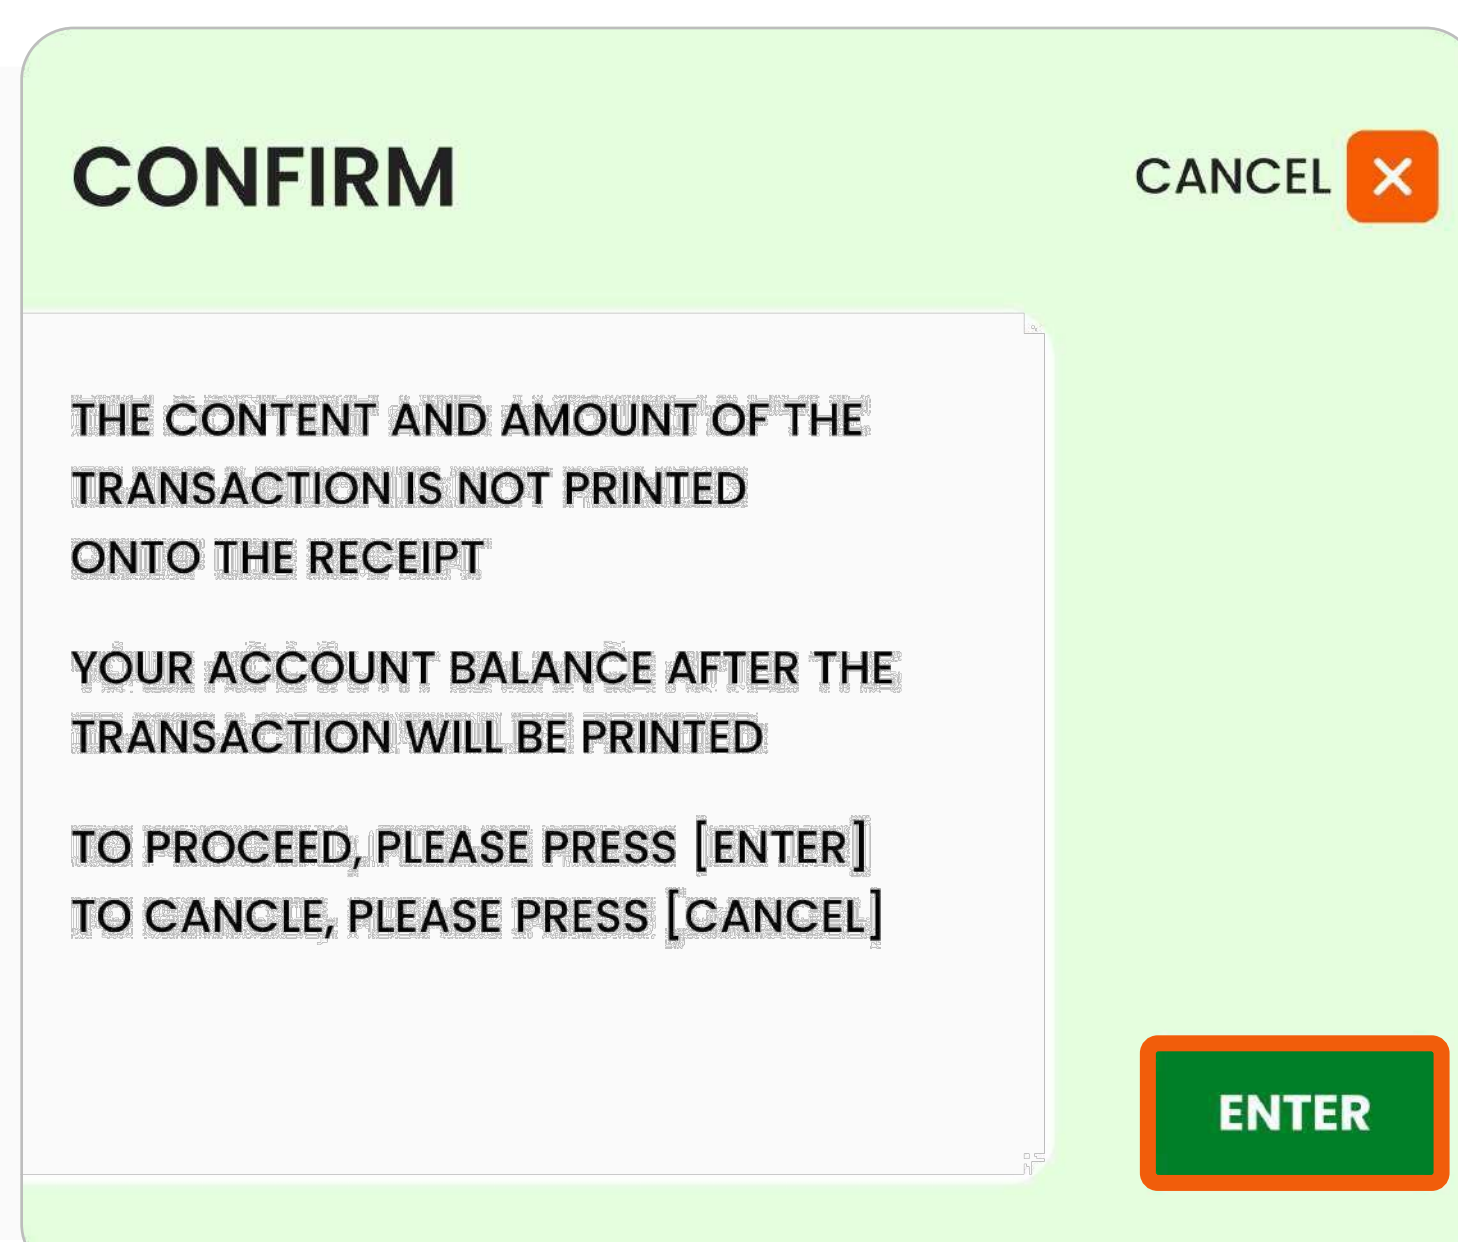 CONFIRM
CANCEL
THE CONTENT AND AMOUNT OF THE
TRANSACTION IS NOT PRINTED
ONTO THE RECEIPT
YOUR ACCOUNT BALANCE AFTER THE
TRANSACTION WILL BE PRINTED
TO PROCEED, PLEASE PRESS [ENTER]
TO CANCLE, PLEASE PRESS [CANCEL]
ENTER